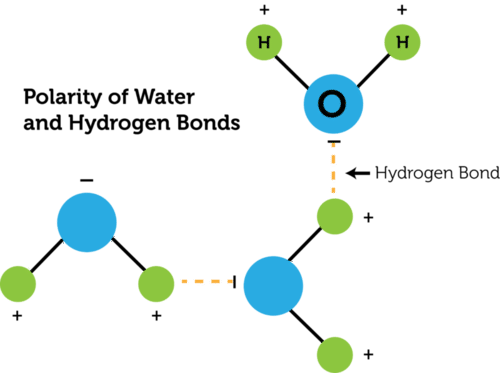 + +
H H
O
Polarity of Water
and Hydrogen Bonds
−
Hydrogen Bond
−
+
+ +
−
+